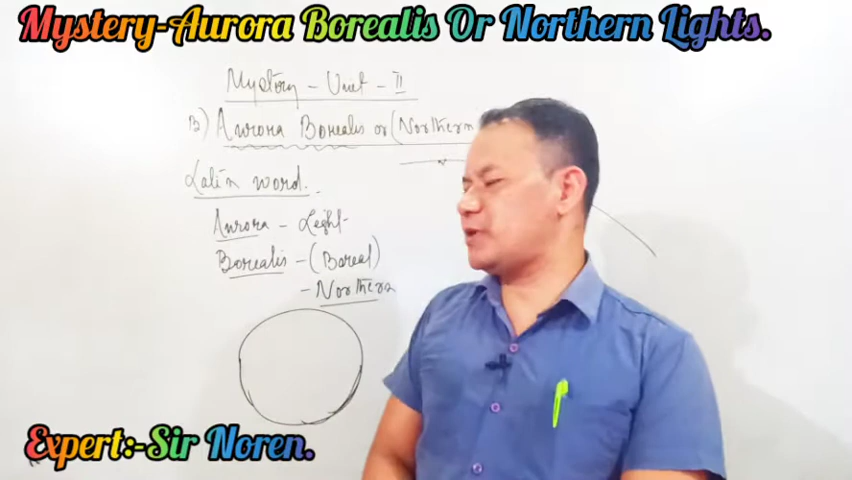 Mystery-Aurora Borealis Or Northern Lights.
Mystory - Unit - II
B) Aurora Borealis or (Northern
Latin word.
Aurora - Light
Borealis - (Boreal)
- Northern
Expert:-Sir Noren.